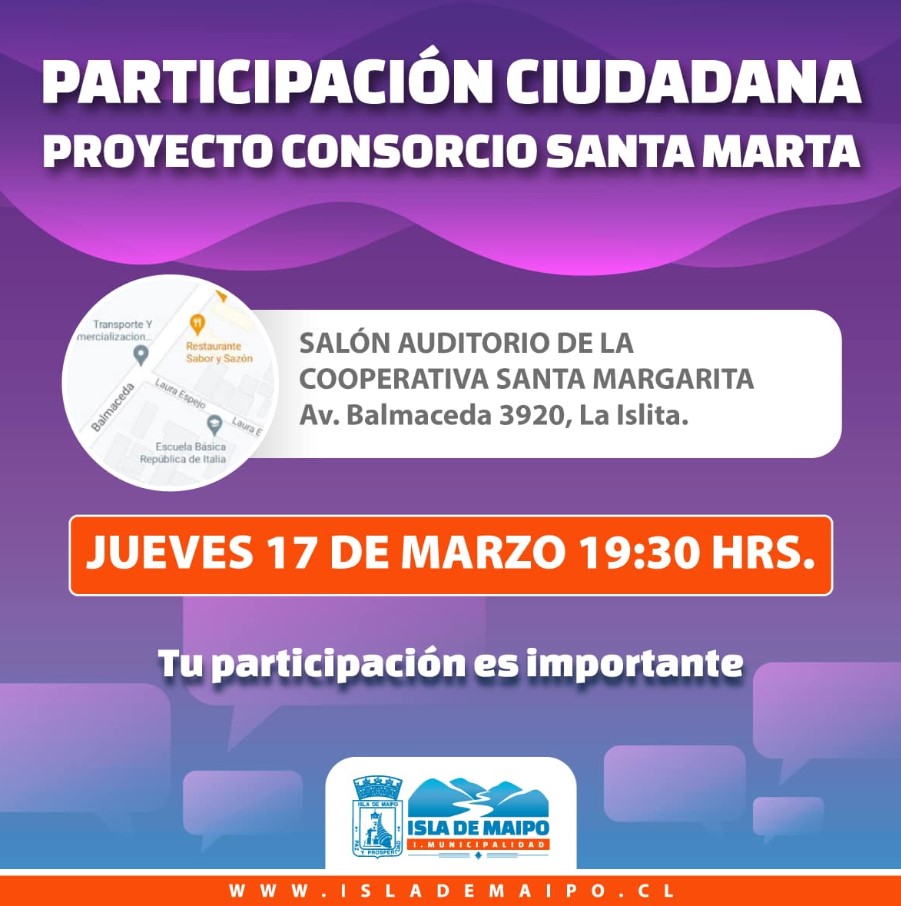 PARTICIPACIÓN CIUDADANA
PROYECTO CONSORCIO SANTA MARTA
Transporte Y
mercializacion...
Restaurante
Sabor y Sazón
Balmaceda
Laura Espejo
Laura E
Escuela Básica
República de Italia
SALÓN AUDITORIO DE LA
COOPERATIVA SANTA MARGARITA
Av. Balmaceda 3920, La Islita.
JUEVES 17 DE MARZO 19:30 HRS.
Tu participación es importante
ISLA DE MAIPO
PAZ Y PROSPERIDAD
ISLA DE MAIPO
I. MUNICIPALIDAD
WWW.ISLADEMAIPO.CL